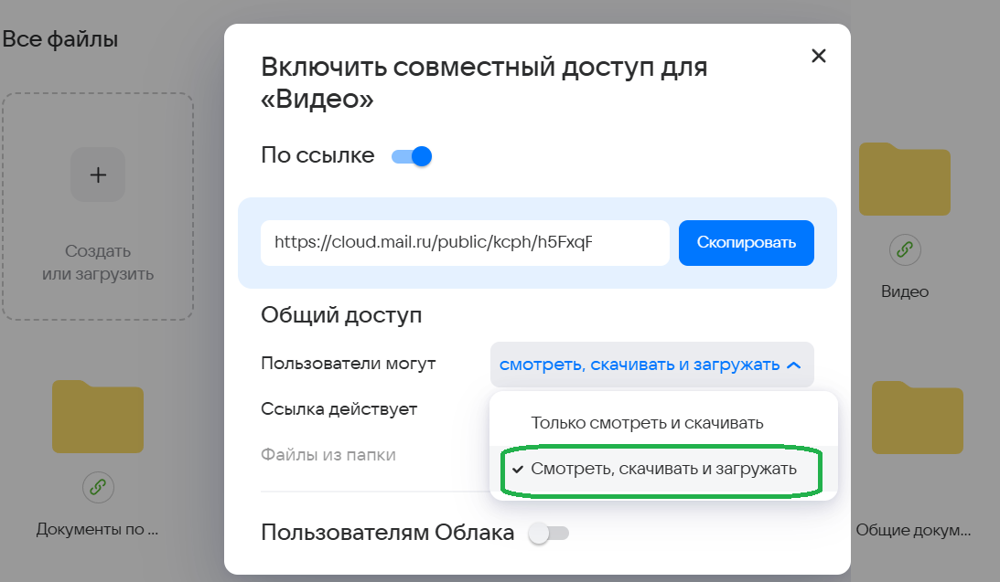 Все файлы
Включить совместный доступ для
«Видео»
По ссылке
https://cloud.mail.ru/public/kcph/h5FxqF
Скопировать
Создать
или загрузить
Видео
Общий доступ
Пользователи могут
смотреть, скачивать и загружать
Ссылка действует
Только смотреть и скачивать
Файлы из папки
Смотреть, скачивать и загружать
Пользователям Облака
Документы по ...
Общие докум...